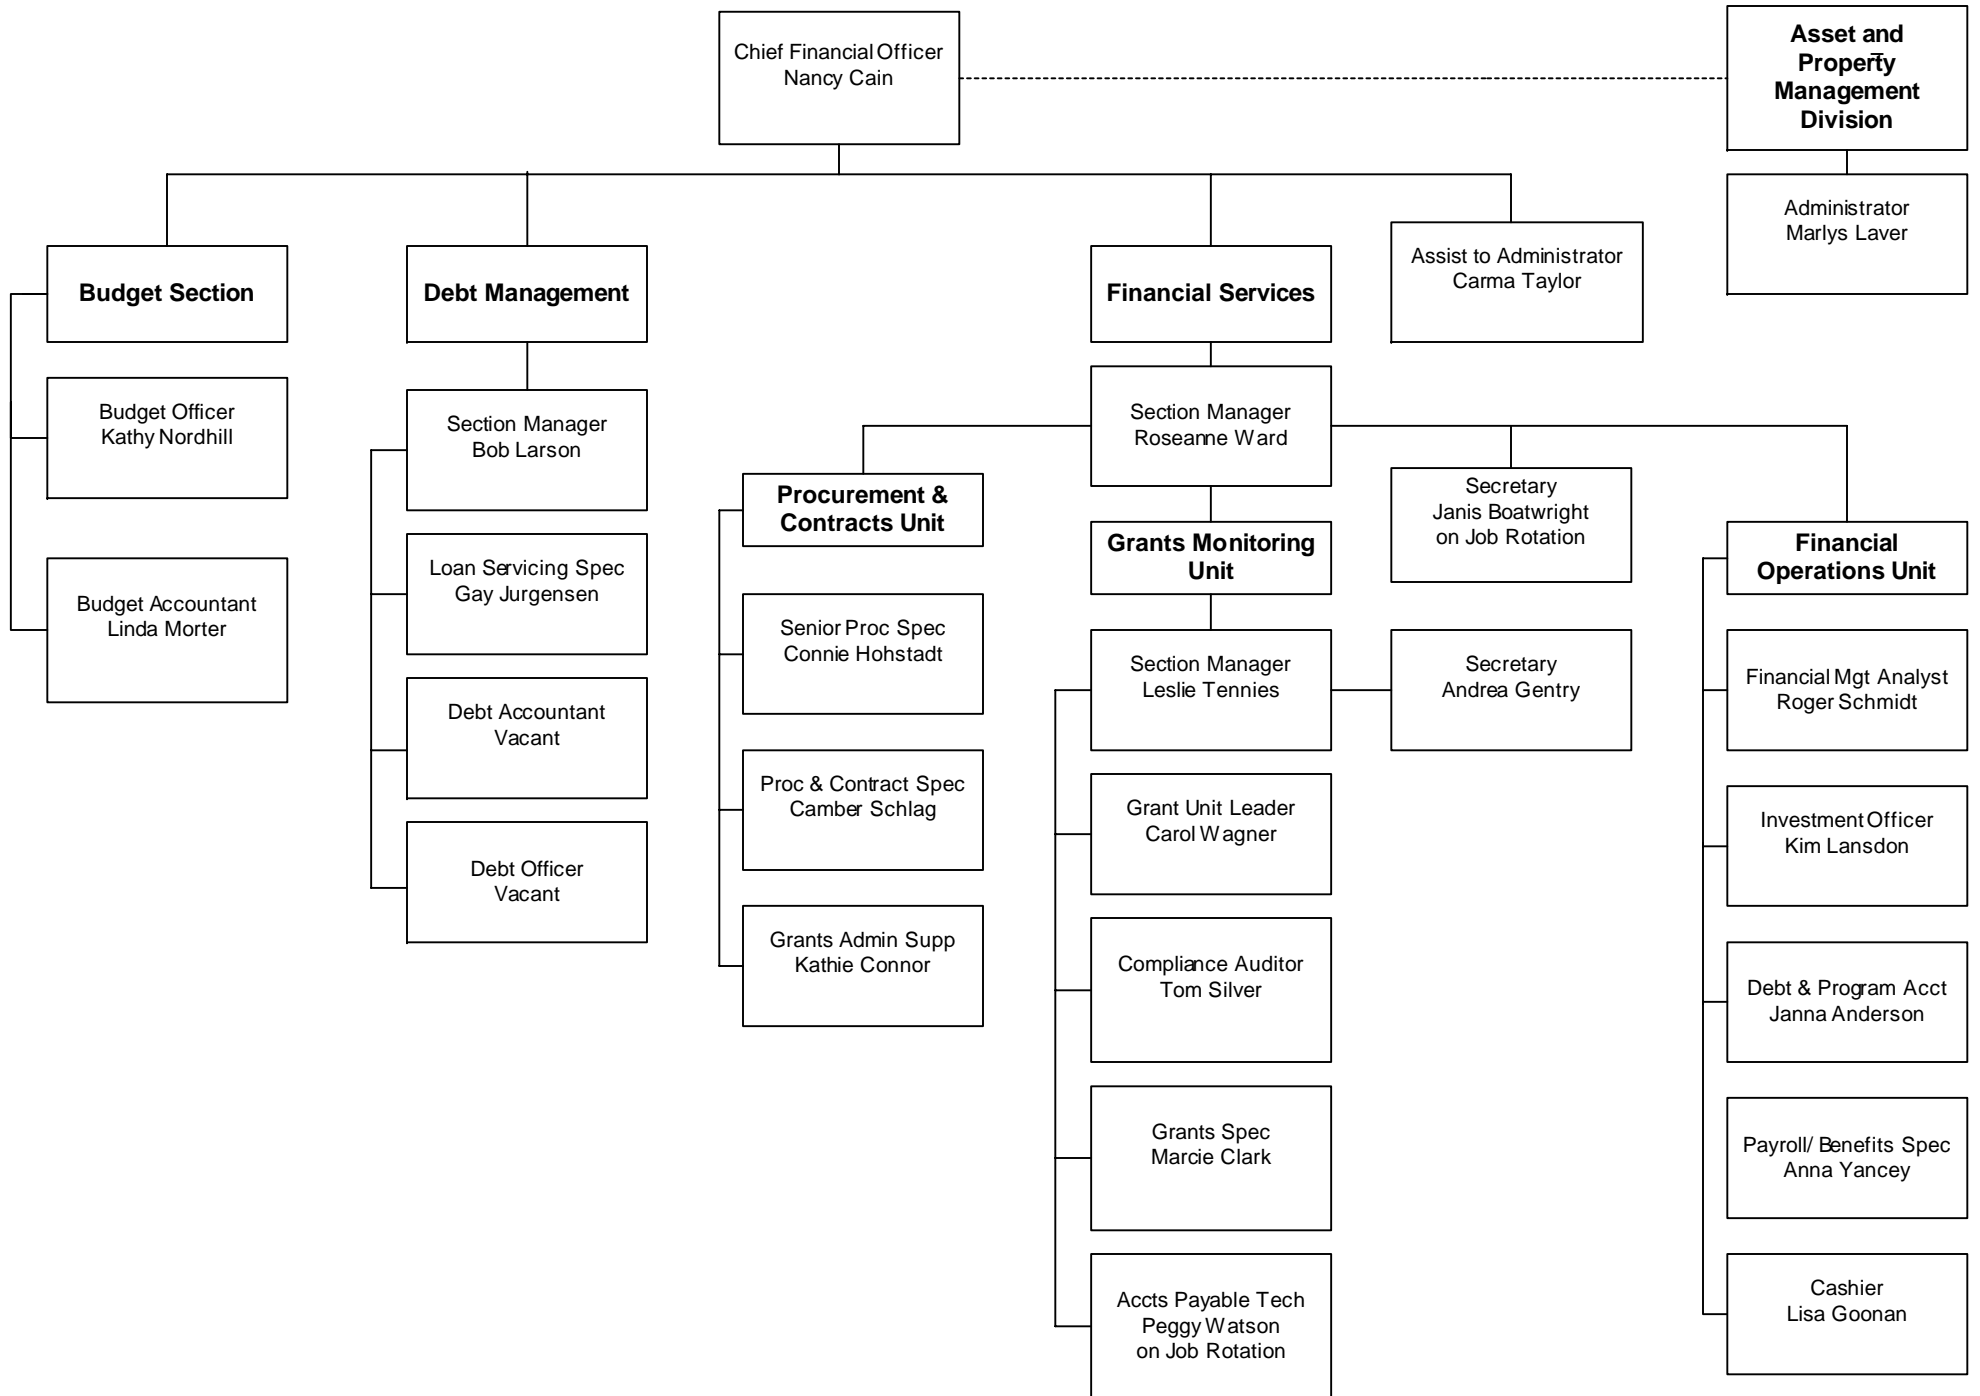 Chief Financial Officer
Nancy Cain
Asset and
Property
Management
Division
Administrator
Marlys Laver
Budget Section
Debt Management
Financial Services
Assist to Administrator
Carma Taylor
Budget Officer
Kathy Nordhill
Budget Accountant
Linda Morter
Section Manager
Bob Larson
Loan Servicing Spec
Gay Jurgensen
Debt Accountant
Vacant
Debt Officer
Vacant
Section Manager
Roseanne Ward
Procurement &
Contracts Unit
Senior Proc Spec
Connie Hohstadt
Proc & Contract Spec
Camber Schlag
Grants Admin Supp
Kathie Connor
Grants Monitoring
Unit
Section Manager
Leslie Tennies
Grant Unit Leader
Carol Wagner
Compliance Auditor
Tom Silver
Grants Spec
Marcie Clark
Accts Payable Tech
Peggy Watson
on Job Rotation
Secretary
Janis Boatwright
on Job Rotation
Secretary
Andrea Gentry
Financial
Operations Unit
Financial Mgt Analyst
Roger Schmidt
Investment Officer
Kim Lansdon
Debt & Program Acct
Janna Anderson
Payroll/ Benefits Spec
Anna Yancey
Cashier
Lisa Goonan